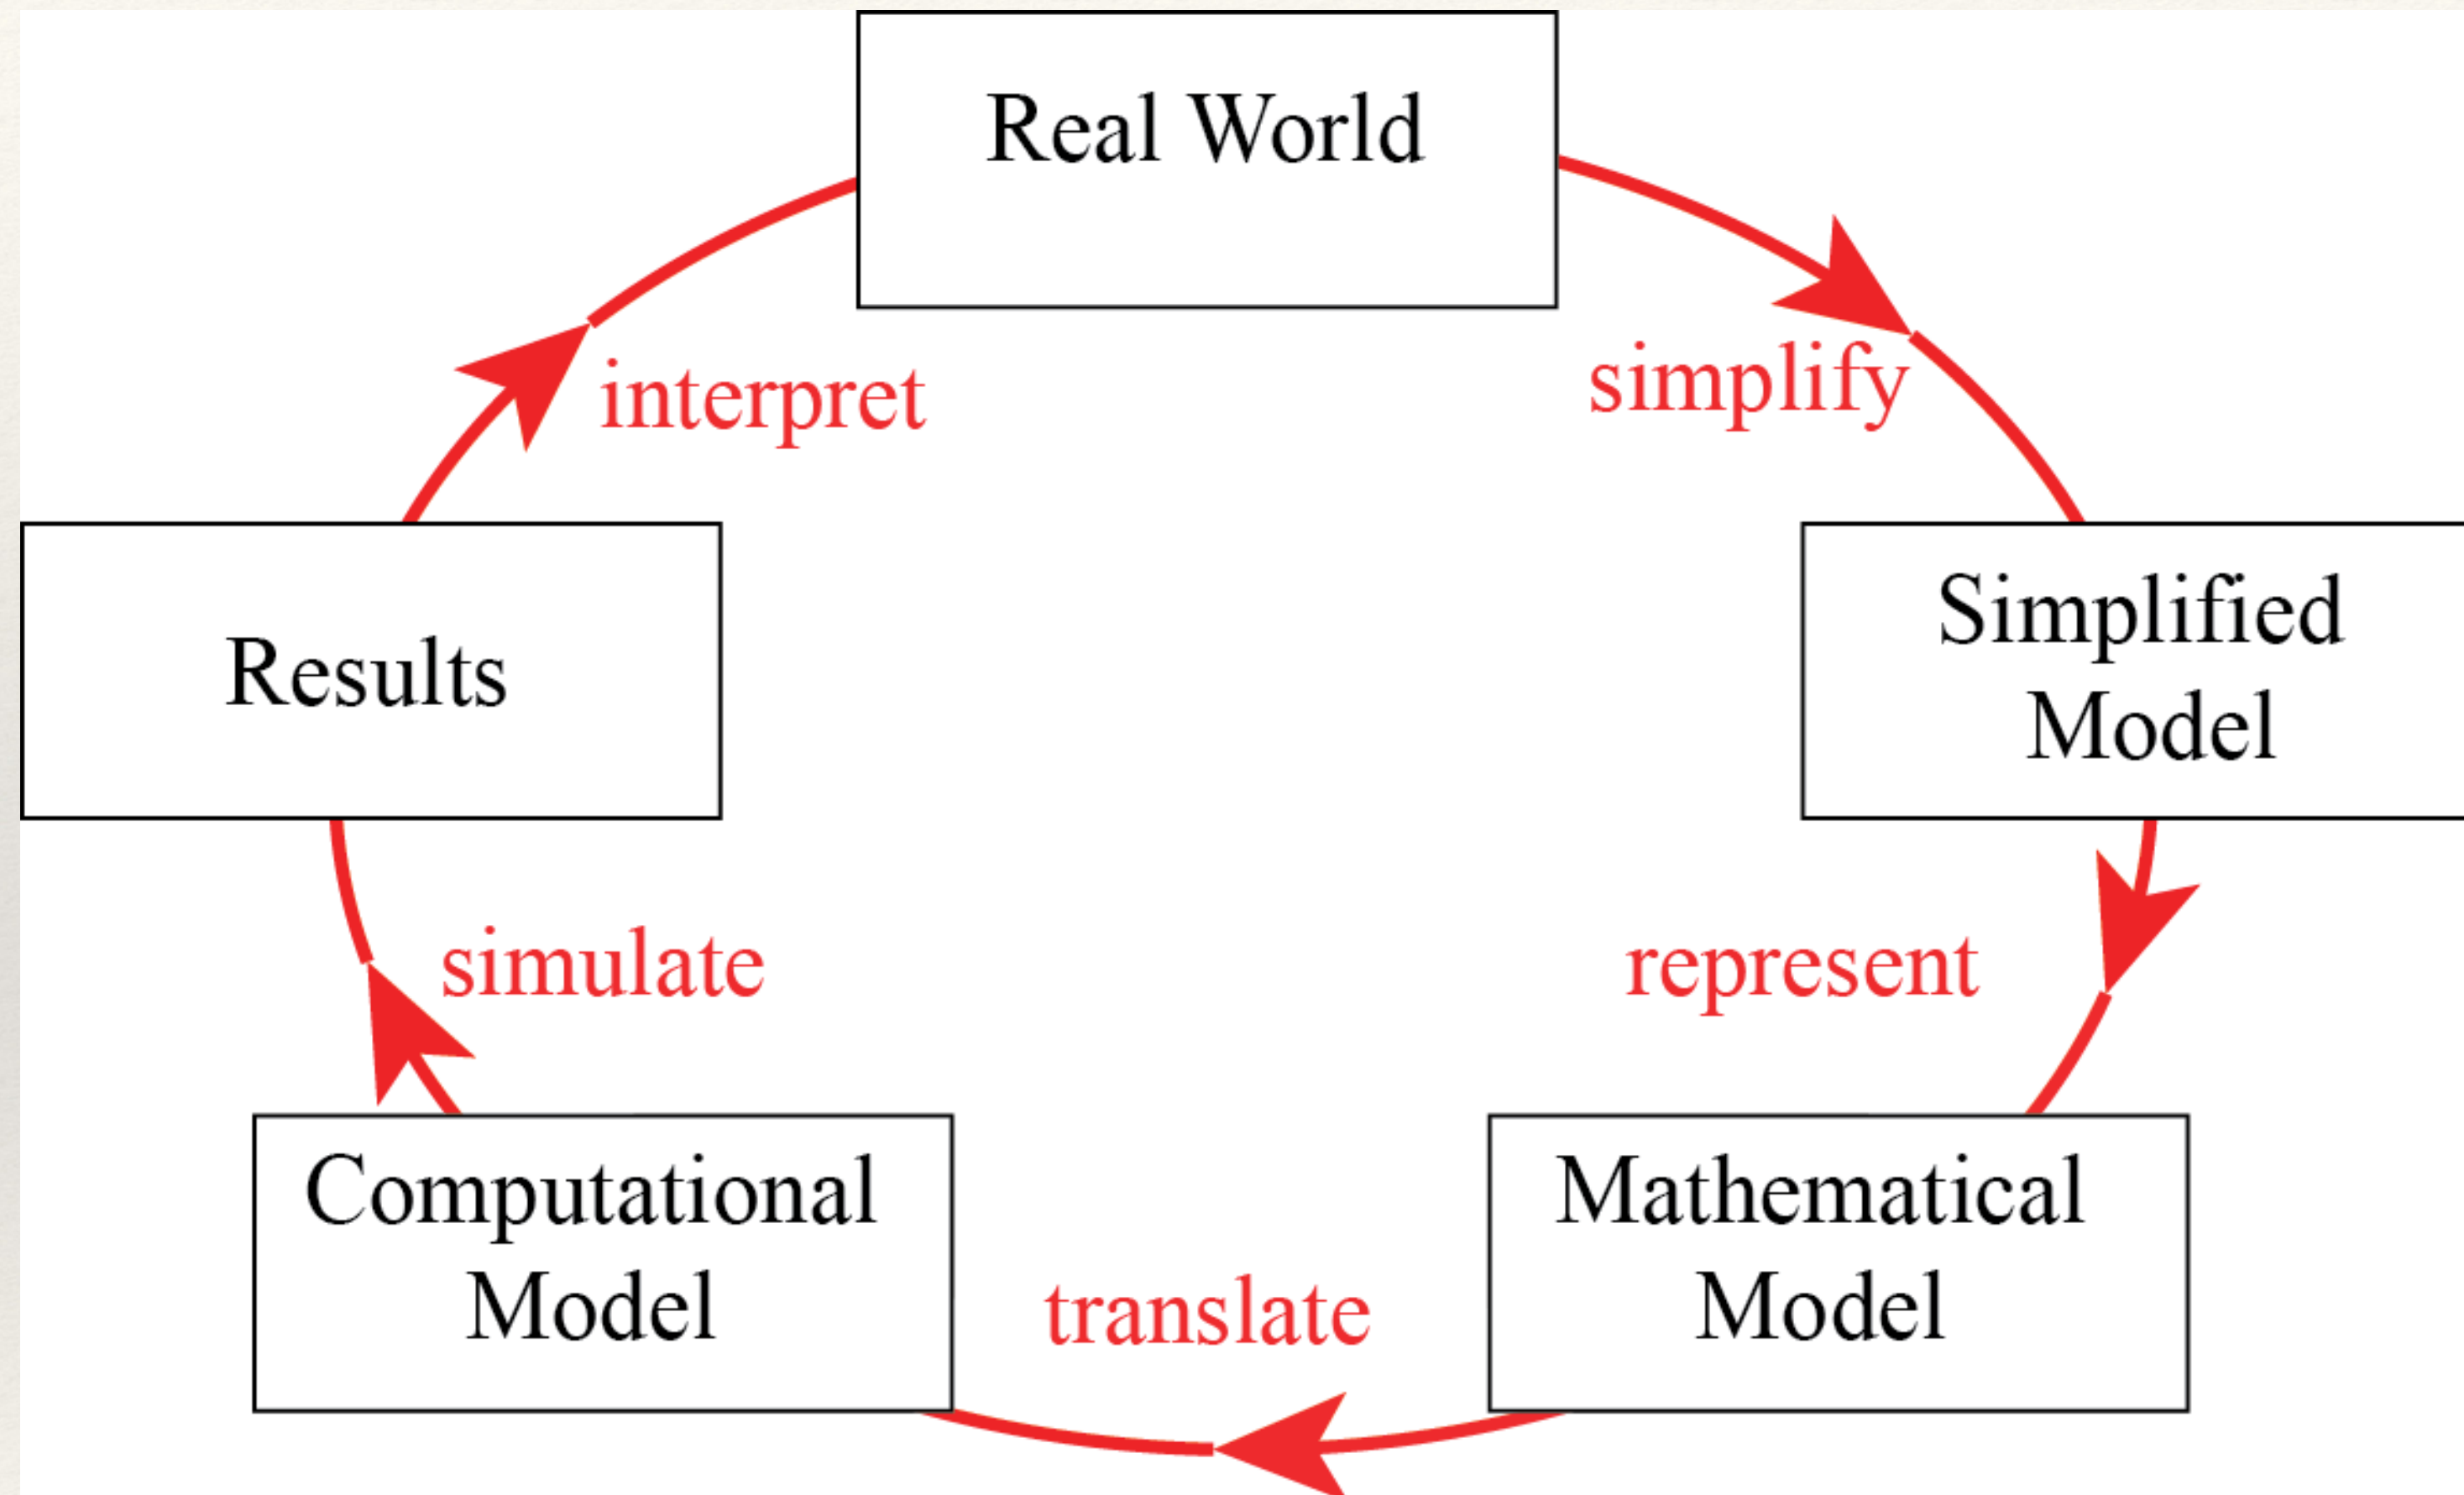 Real World
interpret
simplify
Results
Simplified
Model
simulate
represent
Computational
Model
translate
Mathematical
Model